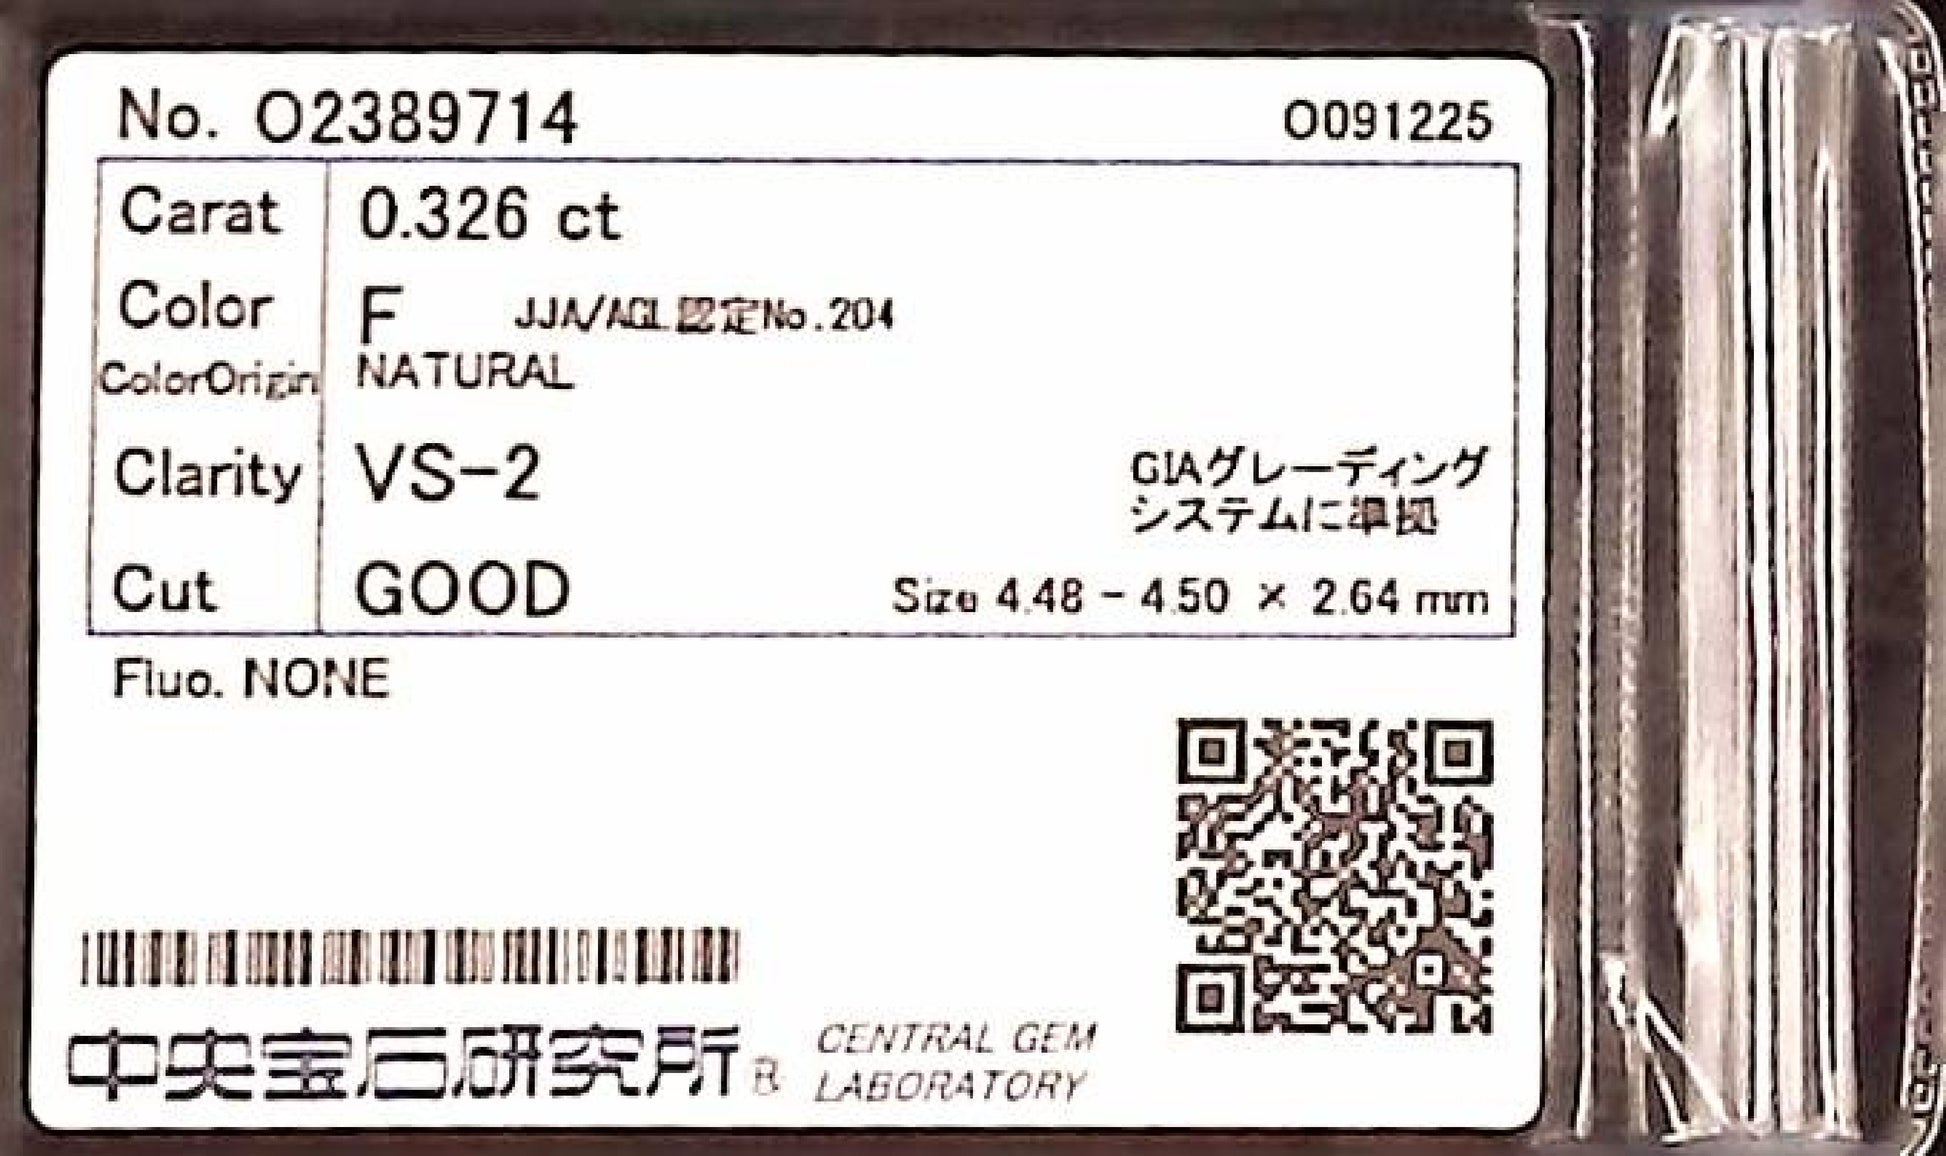 No. O2389714
O091225
Carat 0.326 ct
Color F JJA/AGL認定No.204
ColorOrigin NATURAL
Clarity VS-2
GIAグレーディング
システムに準拠
Cut GOOD Size 4.48 - 4.50 × 2.64 mm
Fluo. NONE
中央宝石研究所®
CENTRAL GEM
LABORATORY